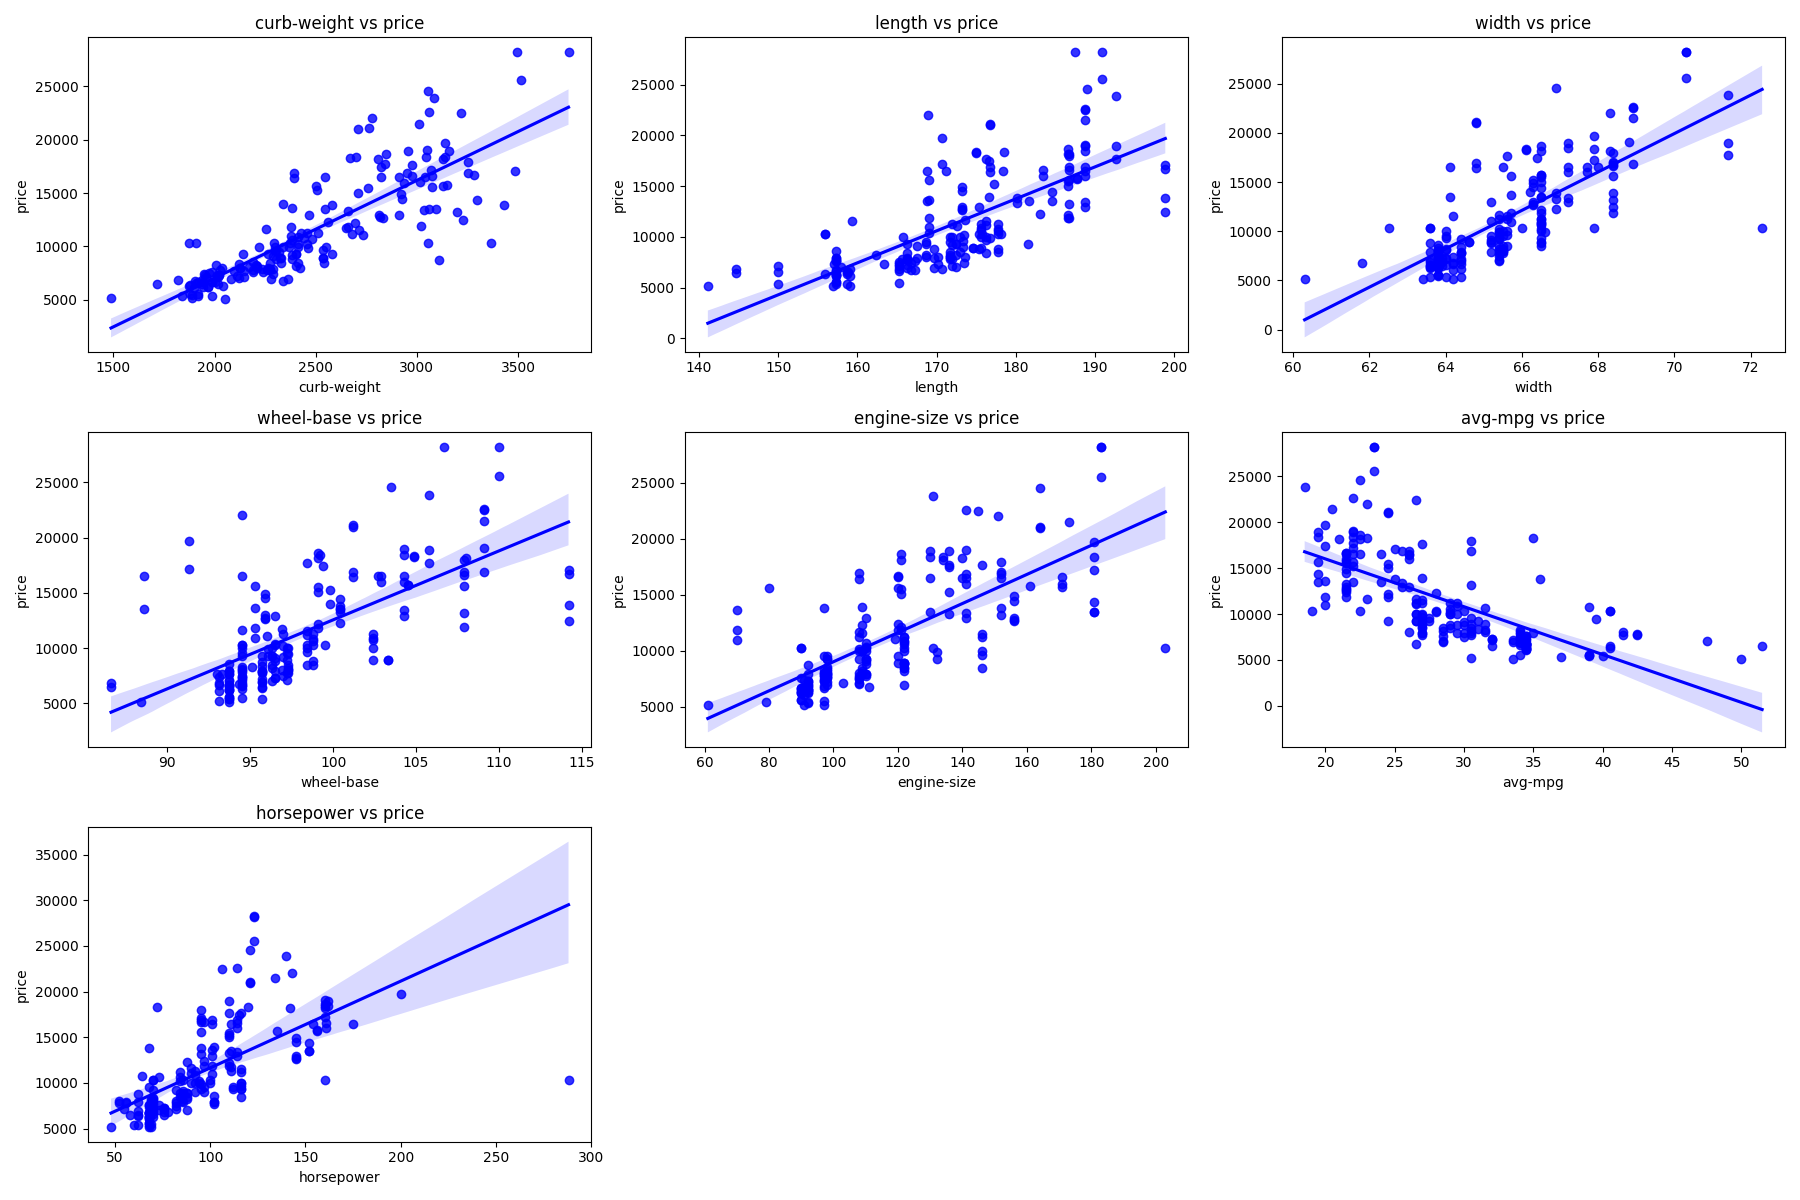 curb-weight vs price
25000
20000
15000
10000
5000
price
1500 2000 2500 3000 3500
curb-weight
length vs price
25000
20000
15000
10000
5000
0
price
140 150 160 170 180 190 200
length
width vs price
25000
20000
15000
10000
5000
0
price
60 62 64 66 68 70 72
width
wheel-base vs price
25000
20000
15000
10000
5000
price
90 95 100 105 110 115
wheel-base
engine-size vs price
25000
20000
15000
10000
5000
price
60 80 100 120 140 160 180 200
engine-size
avg-mpg vs price
25000
20000
15000
10000
5000
0
price
20 25 30 35 40 45 50
avg-mpg
horsepower vs price
35000
30000
25000
20000
15000
10000
5000
price
50 100 150 200 250 300
horsepower